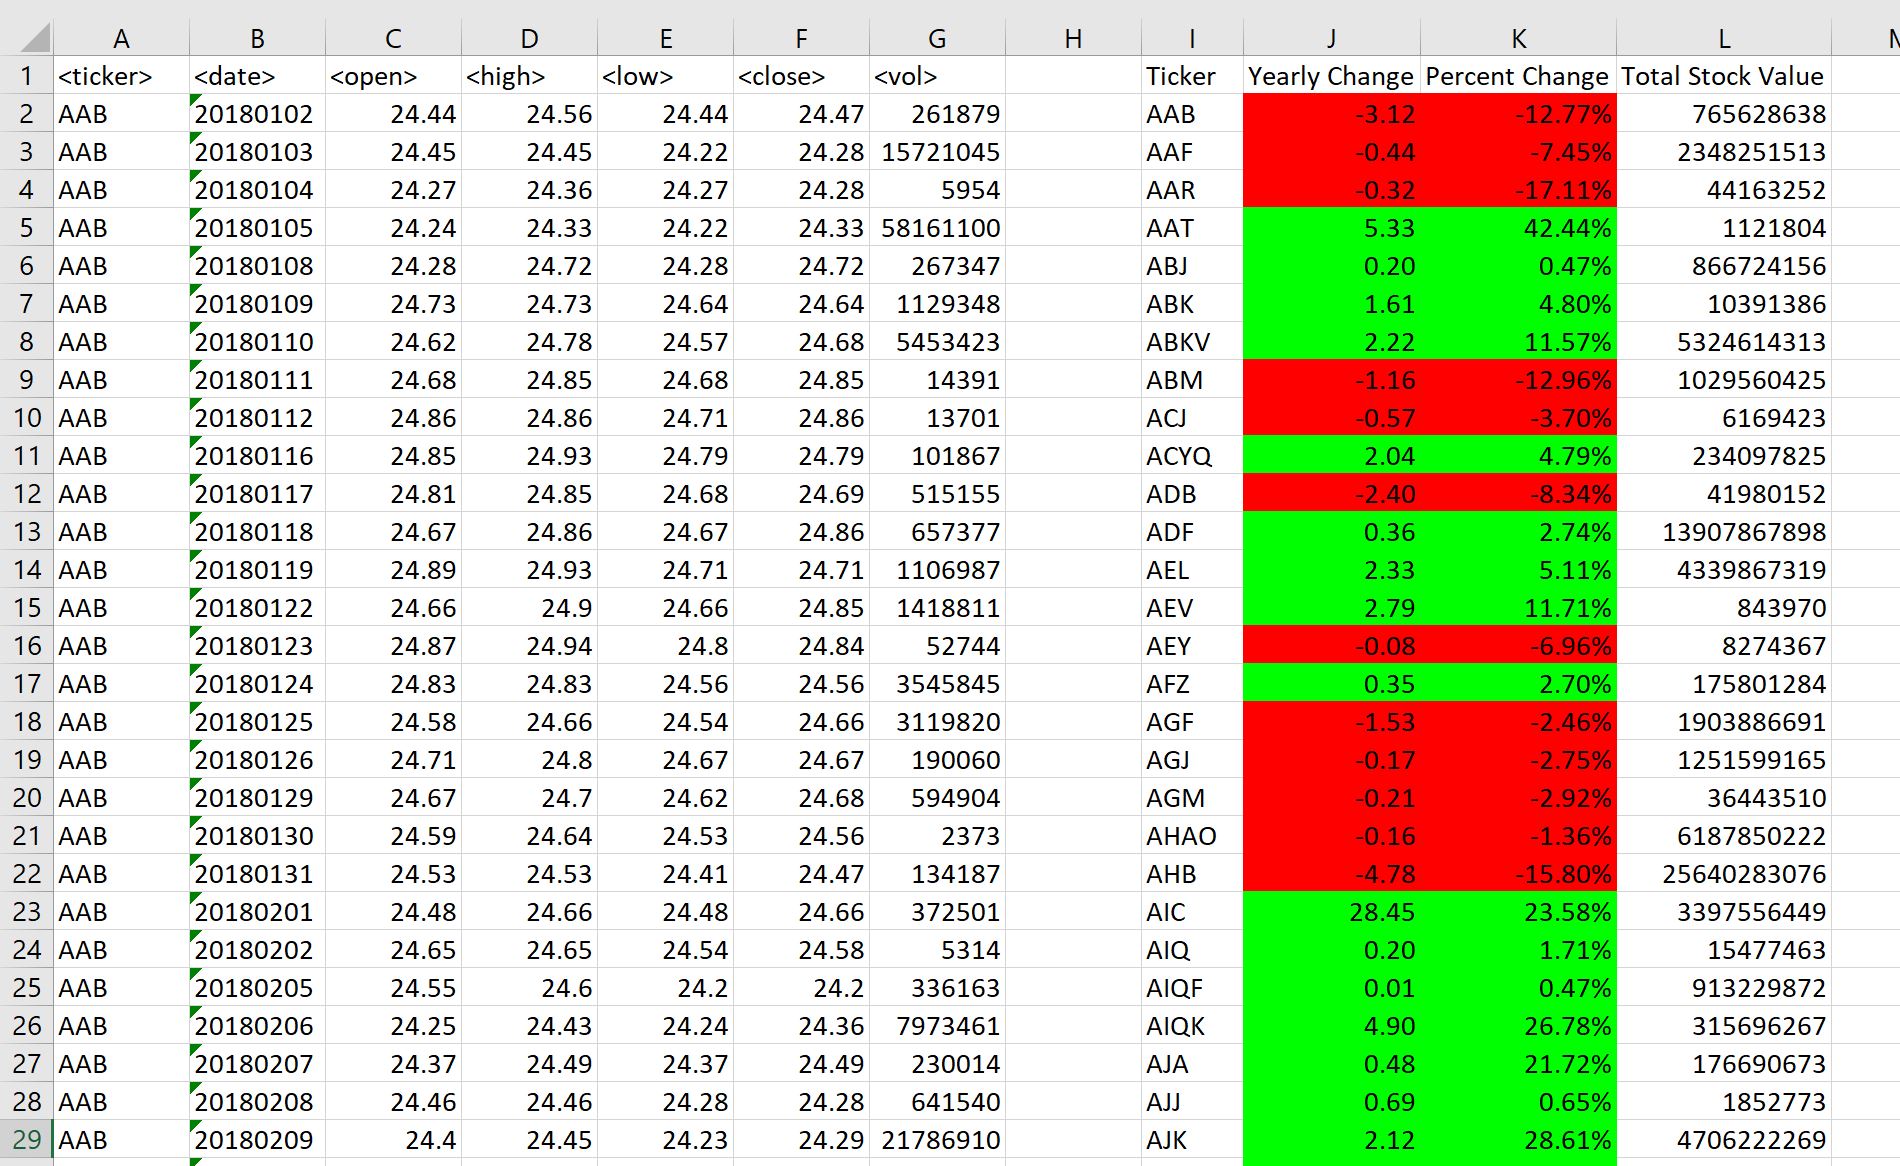 A B C D E F G H I J K L
1 <ticker> <date> <open> <high> <low> <close> <vol> Ticker Yearly Change Percent Change Total Stock Value
2 AAB 20180102 24.44 24.56 24.44 24.47 261879 AAB -3.12 -12.77% 765628638
3 AAB 20180103 24.45 24.45 24.22 24.28 15721045 AAF -0.44 -7.45% 2348251513
4 AAB 20180104 24.27 24.36 24.27 24.28 5954 AAR -0.32 -17.11% 44163252
5 AAB 20180105 24.24 24.33 24.22 24.33 58161100 AAT 5.33 42.44% 1121804
6 AAB 20180108 24.28 24.72 24.28 24.72 267347 ABJ 0.20 0.47% 866724156
7 AAB 20180109 24.73 24.73 24.64 24.64 1129348 ABK 1.61 4.80% 10391386
8 AAB 20180110 24.62 24.78 24.57 24.68 5453423 ABKV 2.22 11.57% 5324614313
9 AAB 20180111 24.68 24.85 24.68 24.85 14391 ABM -1.16 -12.96% 1029560425
10 AAB 20180112 24.86 24.86 24.71 24.86 13701 ACJ -0.57 -3.70% 6169423
11 AAB 20180116 24.85 24.93 24.79 24.79 101867 ACYQ 2.04 4.79% 234097825
12 AAB 20180117 24.81 24.85 24.68 24.69 515155 ADB -2.40 -8.34% 41980152
13 AAB 20180118 24.67 24.86 24.67 24.86 657377 ADF 0.36 2.74% 13907867898
14 AAB 20180119 24.89 24.93 24.71 24.71 1106987 AEL 2.33 5.11% 4339867319
15 AAB 20180122 24.66 24.9 24.66 24.85 1418811 AEV 2.79 11.71% 843970
16 AAB 20180123 24.87 24.94 24.8 24.84 52744 AEY -0.08 -6.96% 8274367
17 AAB 20180124 24.83 24.83 24.56 24.56 3545845 AFZ 0.35 2.70% 175801284
18 AAB 20180125 24.58 24.66 24.54 24.66 3119820 AGF -1.53 -2.46% 1903886691
19 AAB 20180126 24.71 24.8 24.67 24.67 190060 AGJ -0.17 -2.75% 1251599165
20 AAB 20180129 24.67 24.7 24.62 24.68 594904 AGM -0.21 -2.92% 36443510
21 AAB 20180130 24.59 24.64 24.53 24.56 2373 AHAO -0.16 -1.36% 6187850222
22 AAB 20180131 24.53 24.53 24.41 24.47 134187 AHB -4.78 -15.80% 25640283076
23 AAB 20180201 24.48 24.66 24.48 24.66 372501 AIC 28.45 23.58% 3397556449
24 AAB 20180202 24.65 24.65 24.54 24.58 5314 AIQ 0.20 1.71% 15477463
25 AAB 20180205 24.55 24.6 24.2 24.2 336163 AIQF 0.01 0.47% 913229872
26 AAB 20180206 24.25 24.43 24.24 24.36 7973461 AIQK 4.90 26.78% 315696267
27 AAB 20180207 24.37 24.49 24.37 24.49 230014 AJA 0.48 21.72% 176690673
28 AAB 20180208 24.46 24.46 24.28 24.28 641540 AJJ 0.69 0.65% 1852773
29 AAB 20180209 24.4 24.45 24.23 24.29 21786910 AJK 2.12 28.61% 4706222269